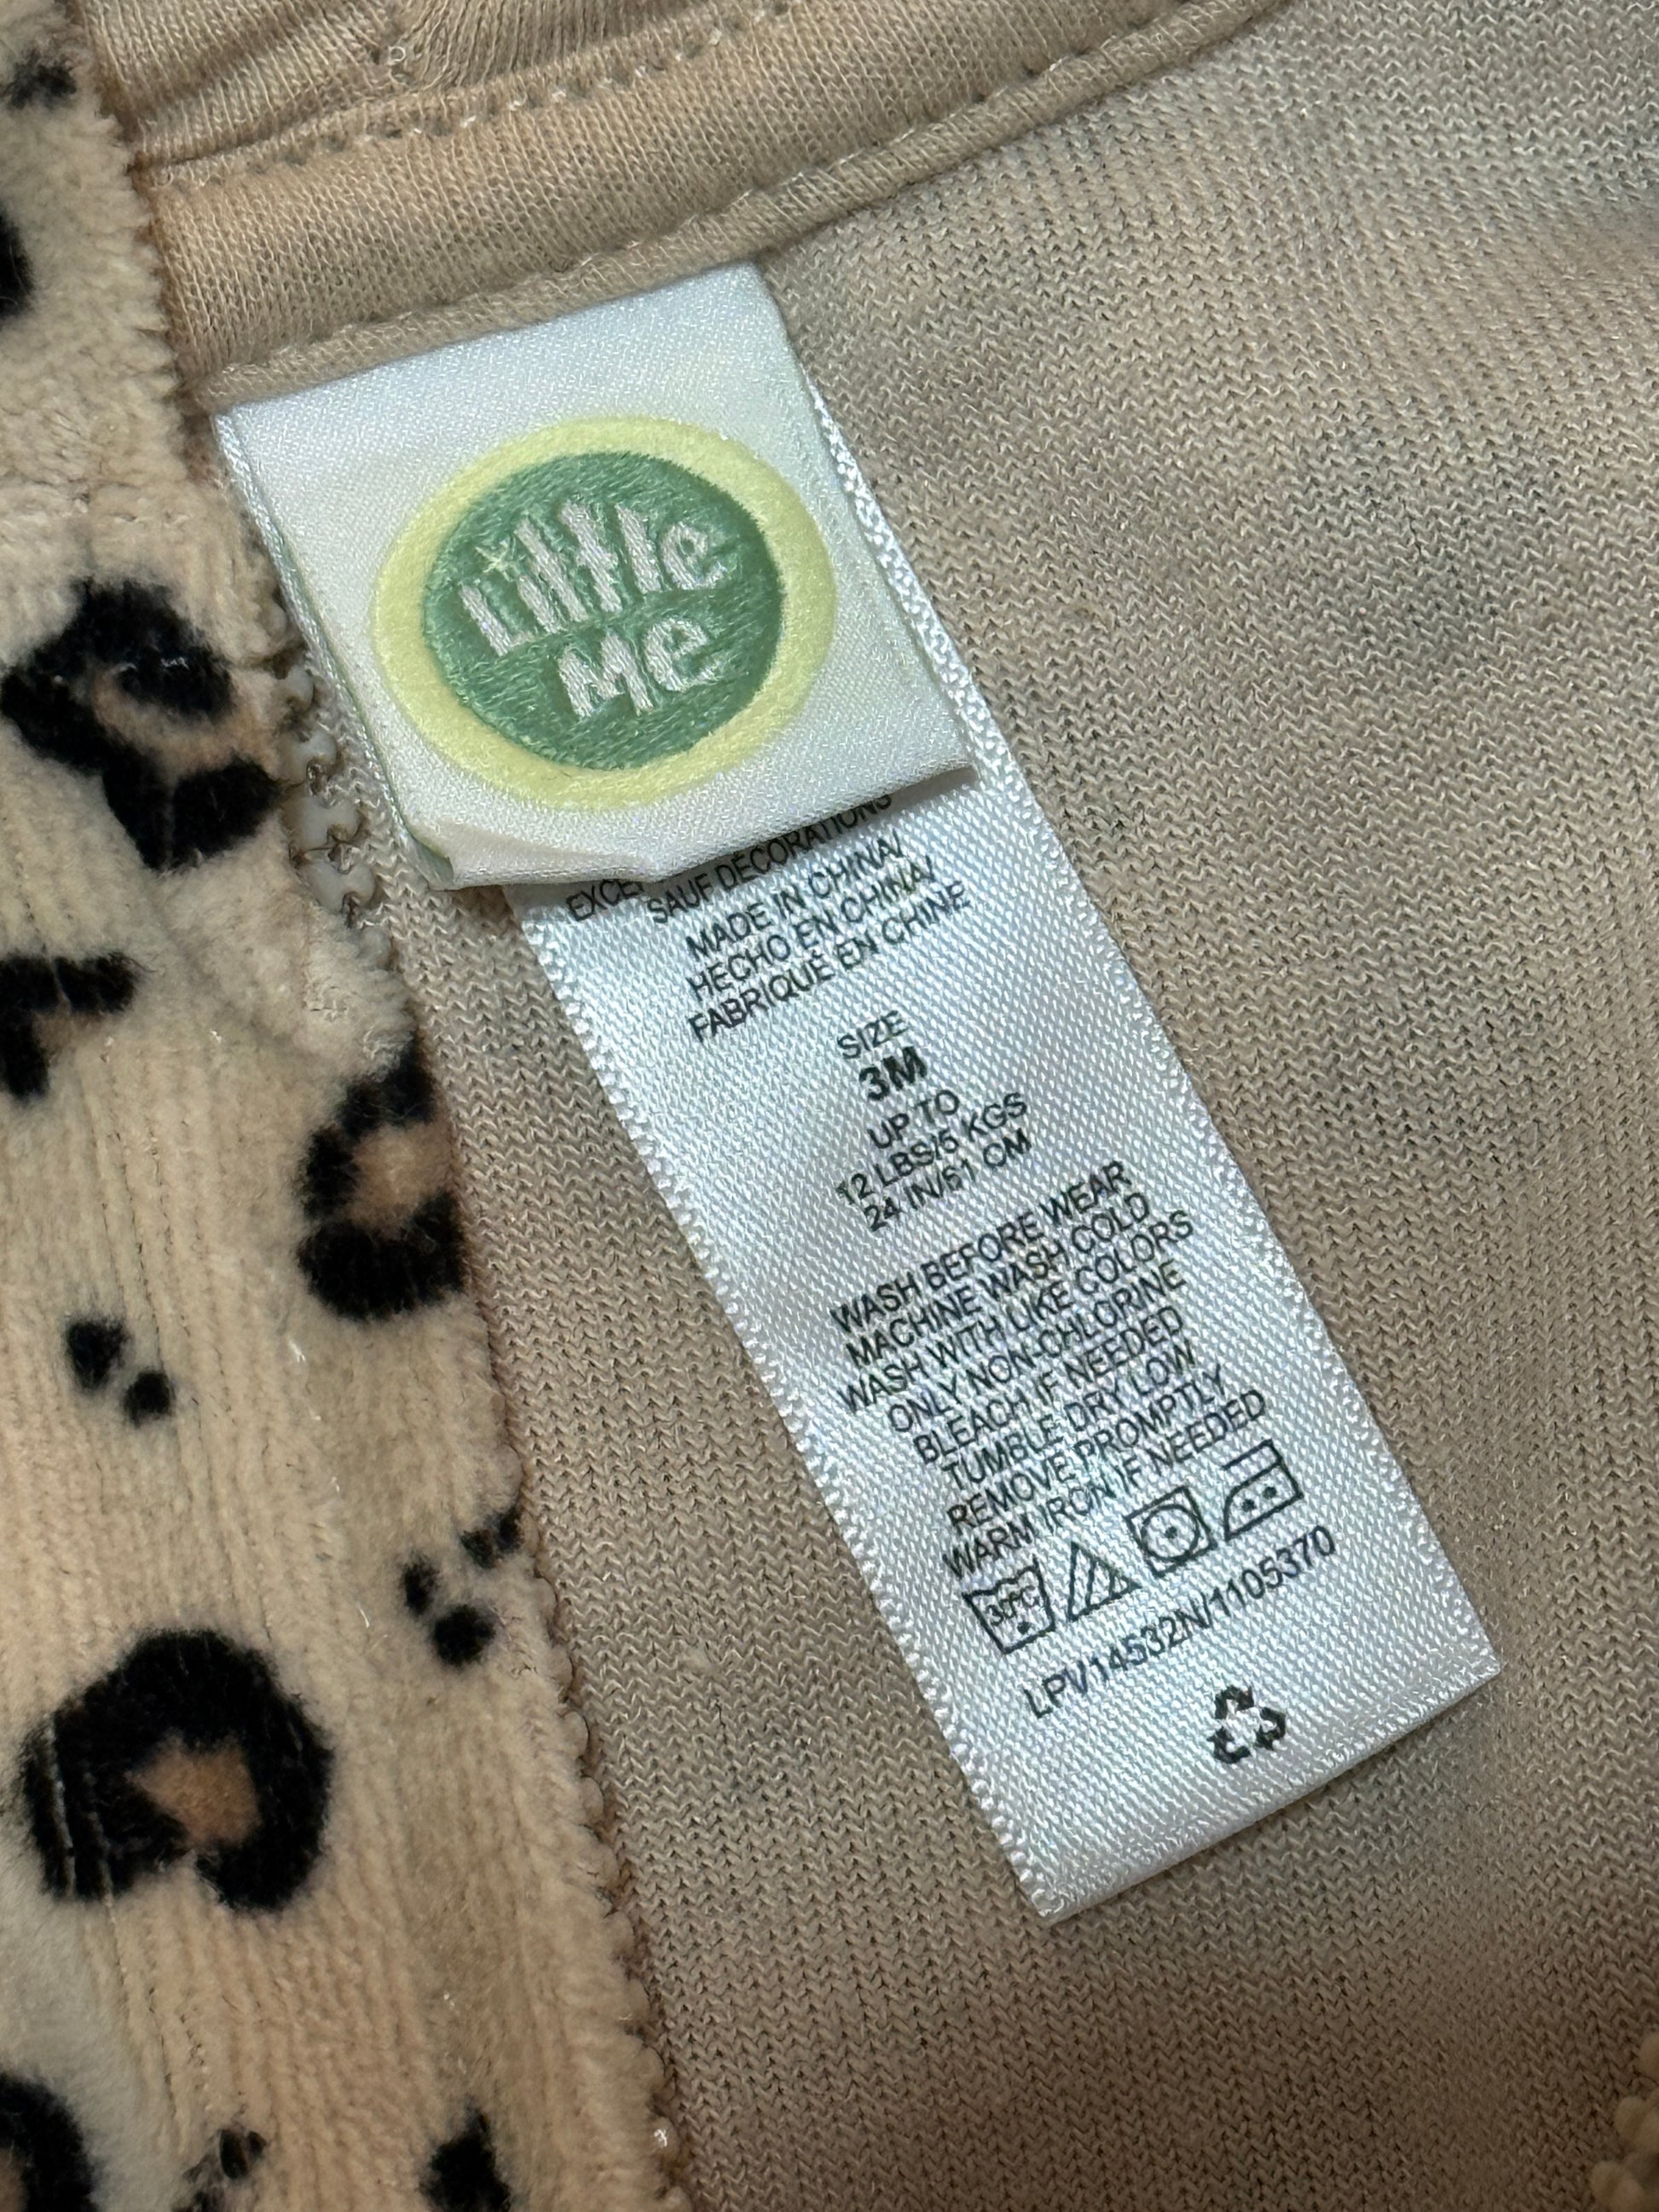 Little
Me
DECORATIONS
SAUF DÉCORATIONS
MADE IN CHINA/
HECHO EN CHINA/
FABRIQUÉ EN CHINE
SIZE
3M
UP TO
12 LBS/5 KGS
24 IN/61 CM
WASH BEFORE WEAR
MACHINE WASH COLD
WASH WITH LIKE COLORS
ONLY NON-CHLORINE
BLEACH IF NEEDED
TUMBLE DRY LOW
REMOVE PROMPTLY
WARM IRON IF NEEDED
30°C
LPV14532N/1105370